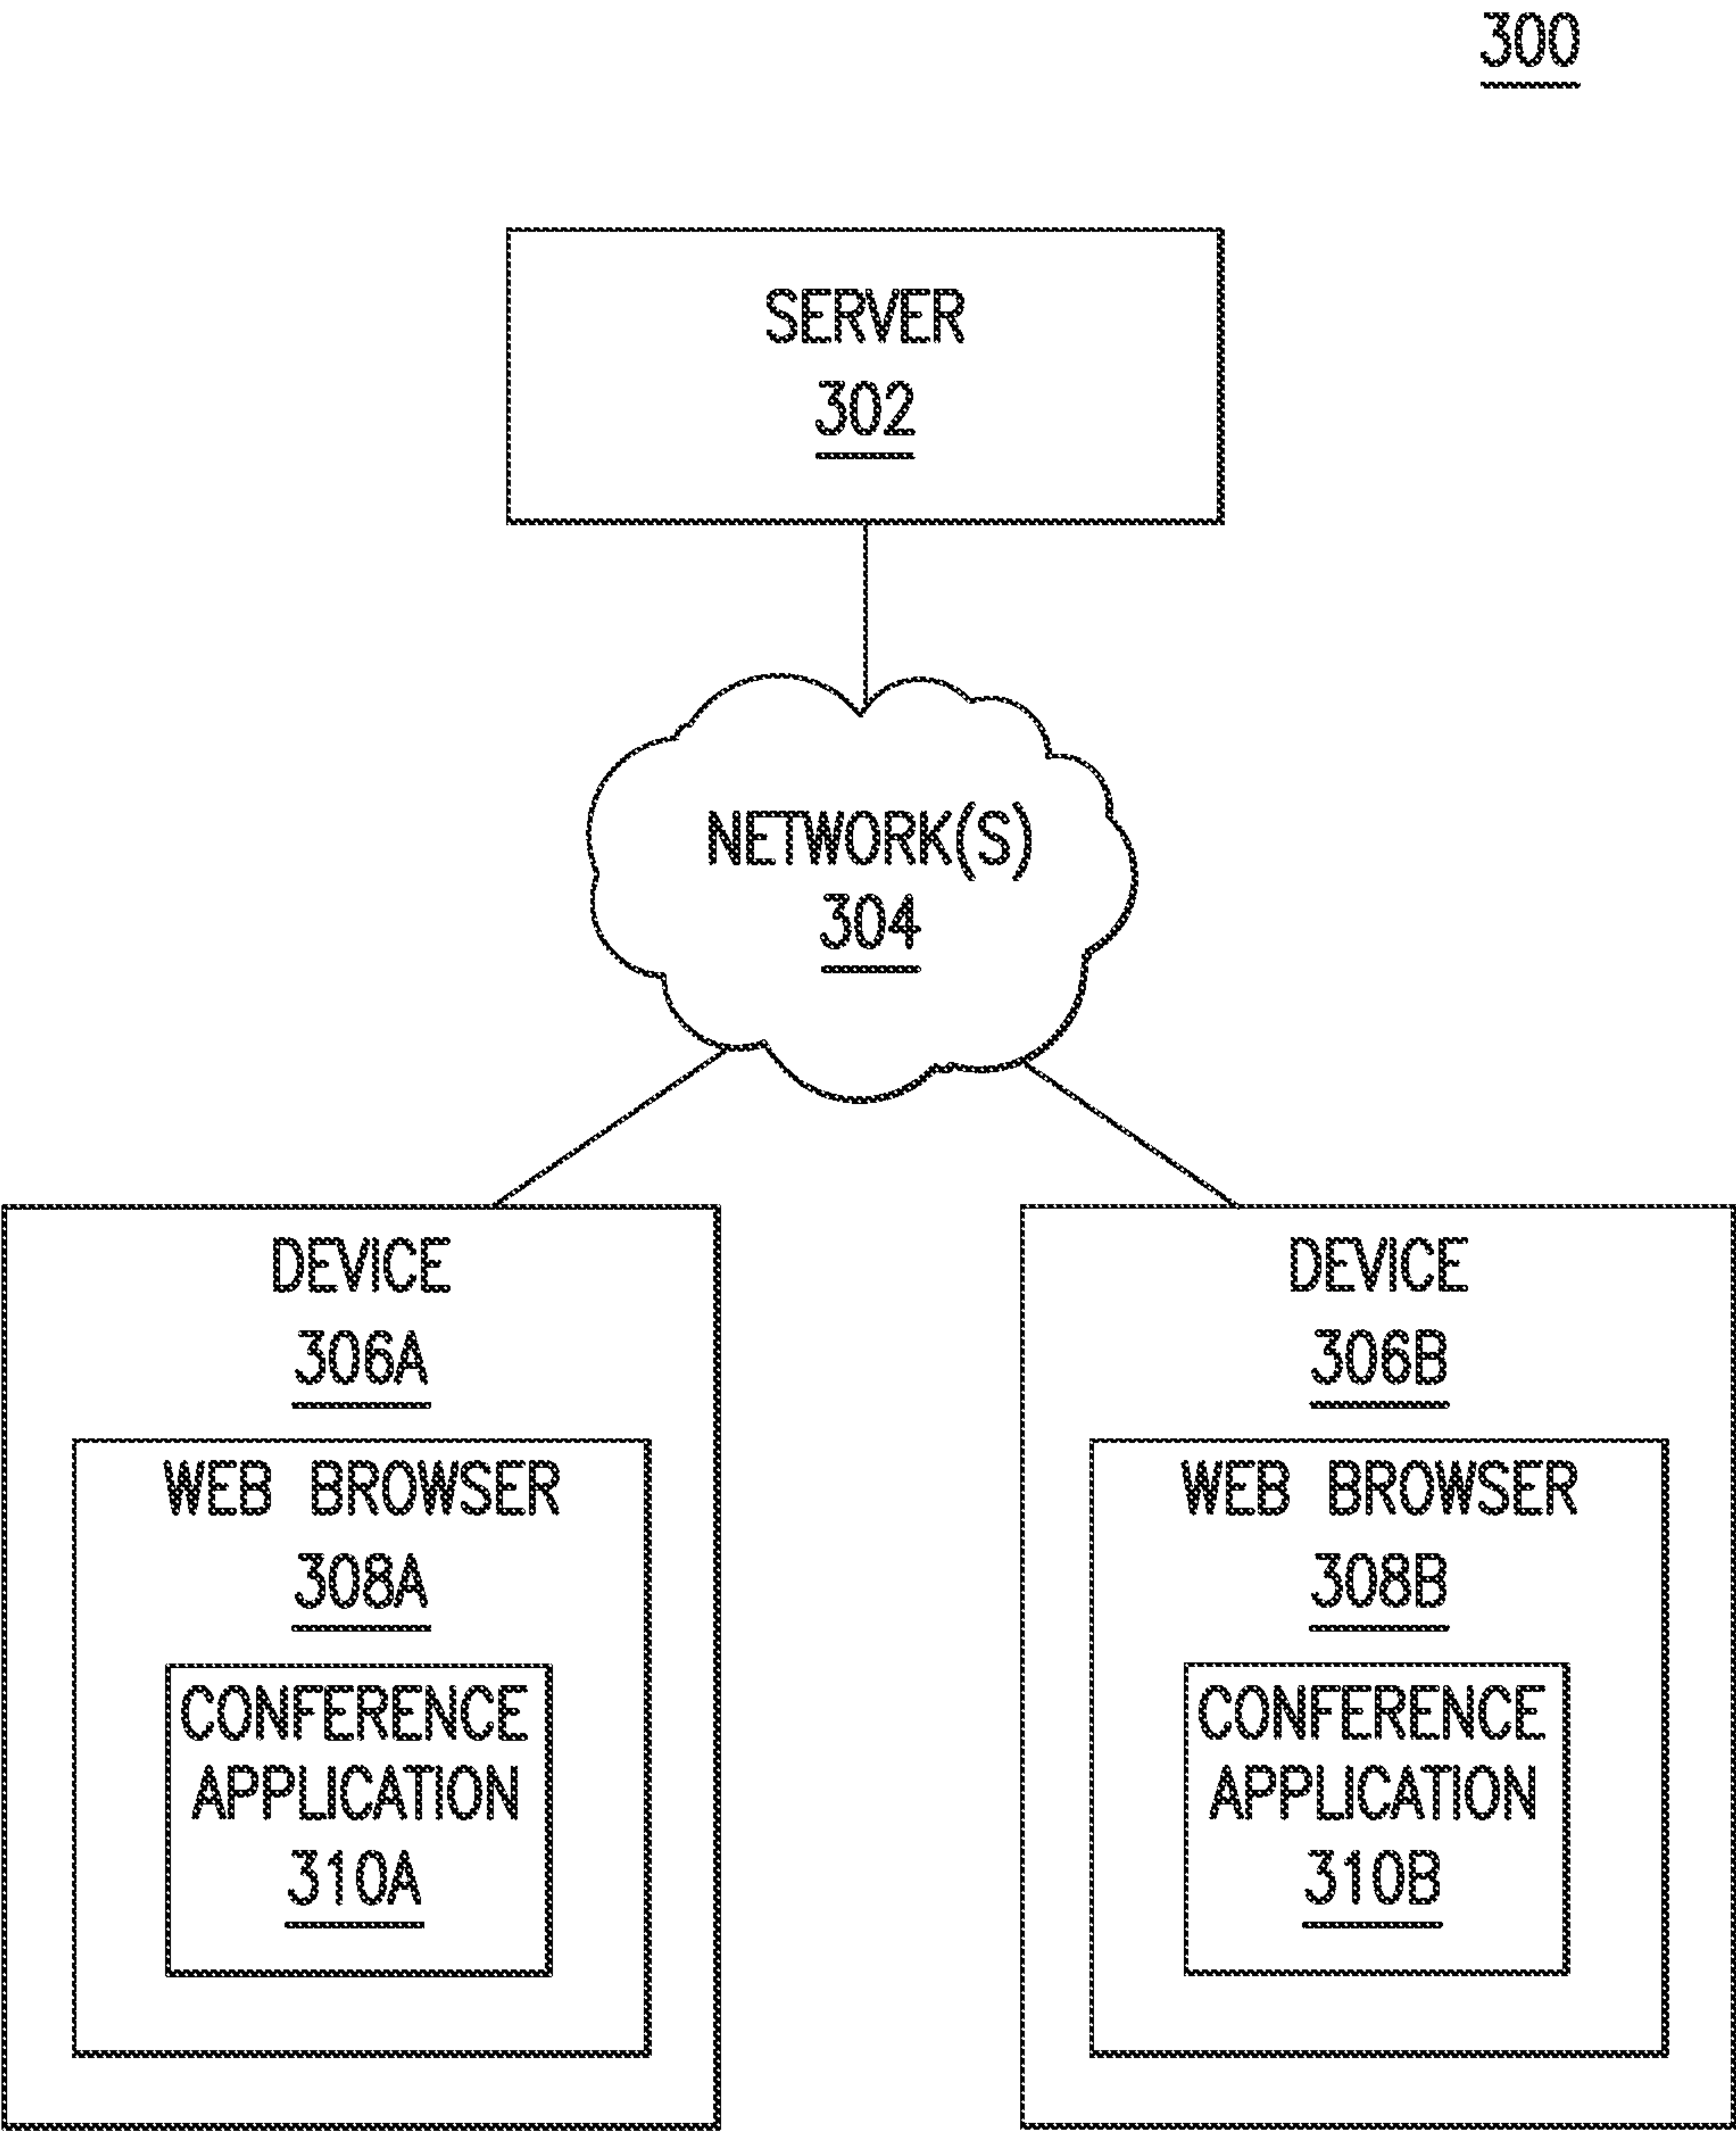 300
SERVER
302
NETWORK(S)
304
DEVICE
306A
WEB BROWSER
308A
CONFERENCE
APPLICATION
310A
DEVICE
306B
WEB BROWSER
308B
CONFERENCE
APPLICATION
310B